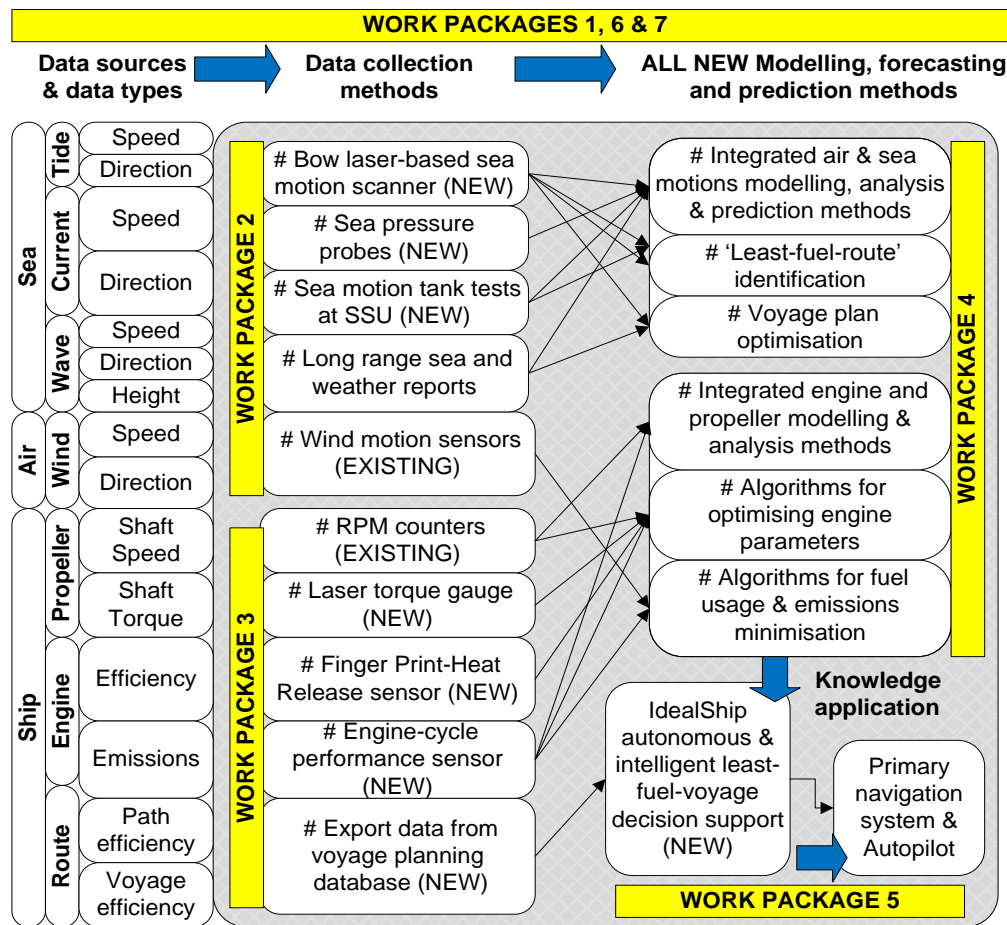 WORK PACKAGES 1, 6 & 7
Data sources
& data types
Data collection
methods
ALL NEW Modelling, forecasting
and prediction methods
Sea
Tide
Speed
Direction
Current
Speed
Direction
Wave
Speed
Direction
Height
Air
Wind
Speed
Direction
Ship
Propeller
Shaft
Speed
Shaft
Torque
Engine
Efficiency
Emissions
Route
Path
efficiency
Voyage
efficiency
WORK PACKAGE 2
# Bow laser-based sea
motion scanner (NEW)
# Sea pressure
probes (NEW)
# Sea motion tank tests
at SSU (NEW)
# Long range sea and
weather reports
# Wind motion sensors
(EXISTING)
WORK PACKAGE 3
# RPM counters
(EXISTING)
# Laser torque gauge
(NEW)
# Finger Print-Heat
Release sensor (NEW)
# Engine-cycle
performance sensor
(NEW)
# Export data from
voyage planning
database (NEW)
WORK PACKAGE 4
# Integrated air & sea
motions modelling, analysis
& prediction methods
# ‘Least-fuel-route’
identification
# Voyage plan
optimisation
# Integrated engine and
propeller modelling &
analysis methods
# Algorithms for
optimising engine
parameters
# Algorithms for fuel
usage & emissions
minimisation
Knowledge
application
IdealShip
autonomous &
intelligent least-
fuel-voyage
decision support
(NEW)
Primary
navigation
system &
Autopilot
WORK PACKAGE 5